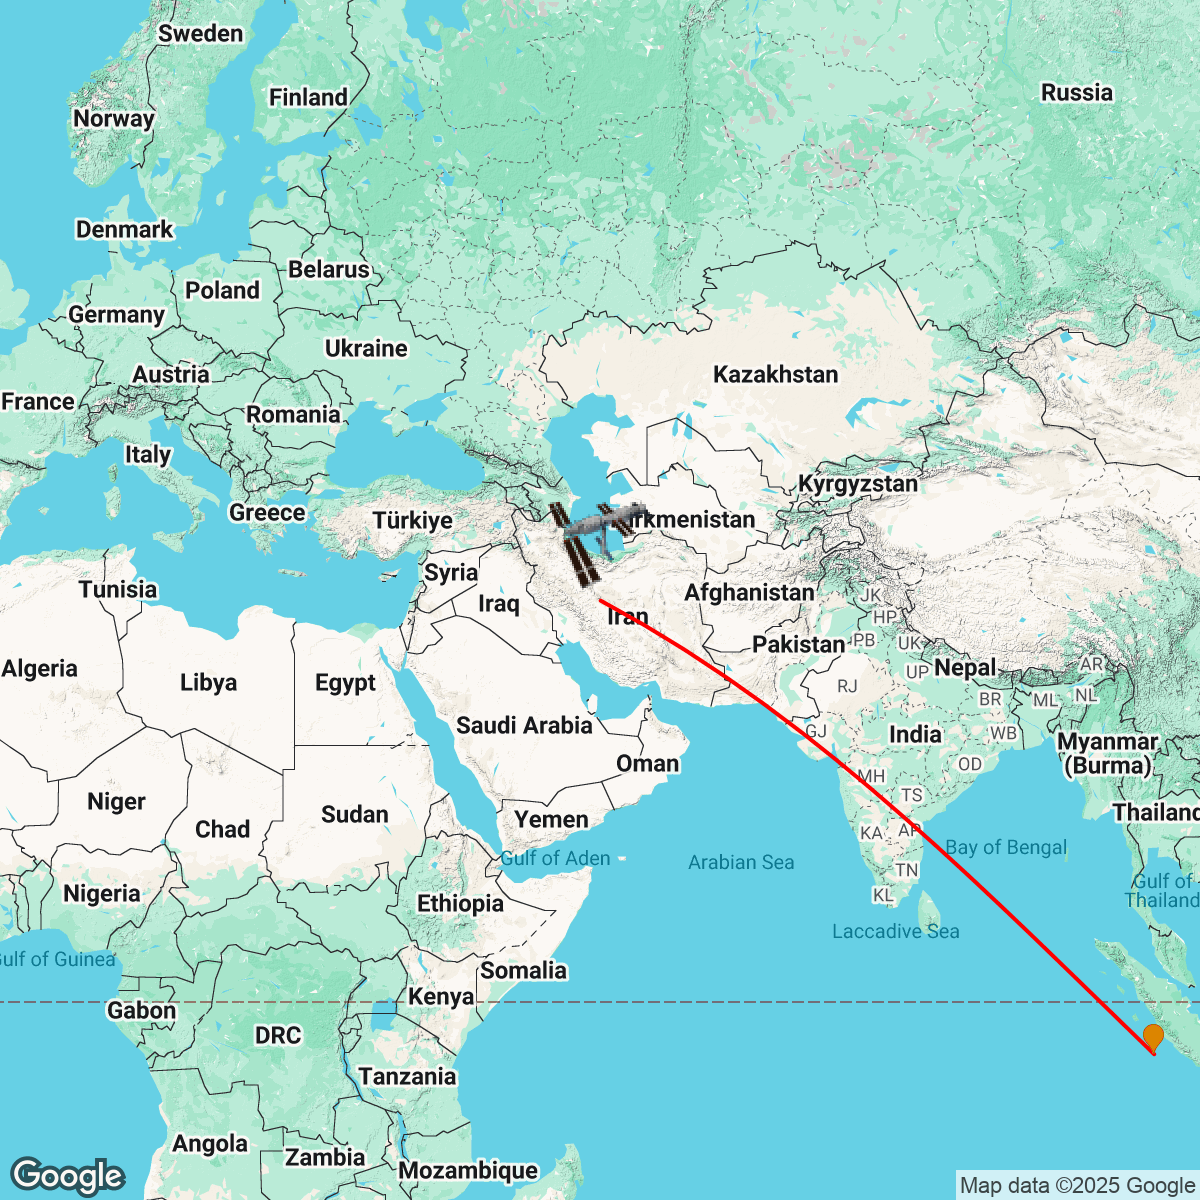 Sweden
Russia
Finland
Norway
Denmark
Belarus
Poland
Germany
Ukraine
Austria
Kazakhstan
France
Romania
Italy
Kyrgyzstan
Greece
Türkiye
rkmenistan
Syria
Tunisia
Afghanistan
JK
Iraq
HP
Iran
PB
UK
Pakistan
AR
Algeria
Nepal
UP
Libya
Egypt
RJ
NL
BR
ML
Saudi Arabia
GJ
India
WB
Myanmar
(Burma)
Oman
OD
MH
Niger
TS
Sudan
Thailand
Yemen
Chad
KA
AP
Bay of Bengal
Gulf of Aden
Arabian Sea
TN
Gulf of
Thailand
Nigeria
KL
Ethiopia
Laccadive Sea
Gulf of Guinea
Somalia
Kenya
Gabon
DRC
Tanzania
Angola
Zambia
Mozambique
Google
Map data ©2025 Google